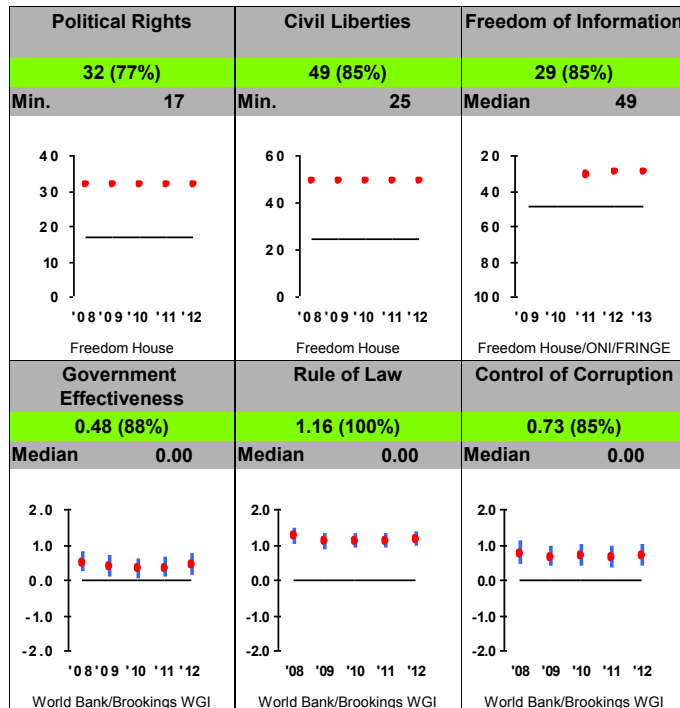 Political Rights
Civil Liberties
Freedom of Information
32 (77%)
49 (85%)
29 (85%)
Min. 17
Min. 25
Median 49
40
30
20
10
0
'08 '09 '10 '11 '12
Freedom House
60
40
20
0
'08 '09 '10 '11 '12
Freedom House
20
40
60
80
100
'09 '10 '11 '12 '13
Freedom House/ONI/FRINGE
Government
Effectiveness
Rule of Law
Control of Corruption
0.48 (88%)
1.16 (100%)
0.73 (85%)
Median 0.00
Median 0.00
Median 0.00
2.0
1.0
0.0
-1.0
-2.0
'08 '09 '10 '11 '12
World Bank/Brookings WGI
2.0
1.0
0.0
-1.0
-2.0
'08 '09 '10 '11 '12
World Bank/Brookings WGI
2.0
1.0
0.0
-1.0
-2.0
'08 '09 '10 '11 '12
World Bank/Brookings WGI